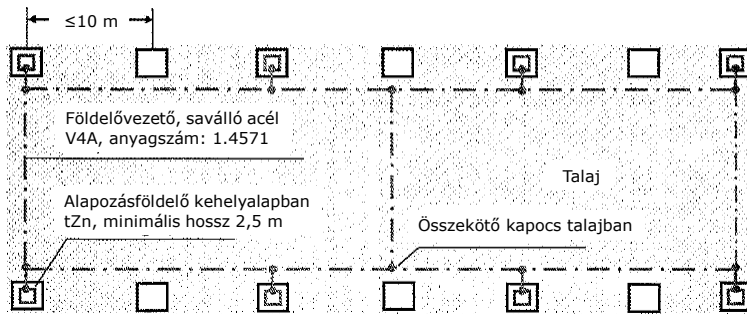 ≤10 m
Földelővezető, saválló acél
V4A, anyagszám: 1.4571
Talaj
Alapozásföldelő kehelyalapban
tZn, minimális hossz 2,5 m
Összekötő kapocs talajban